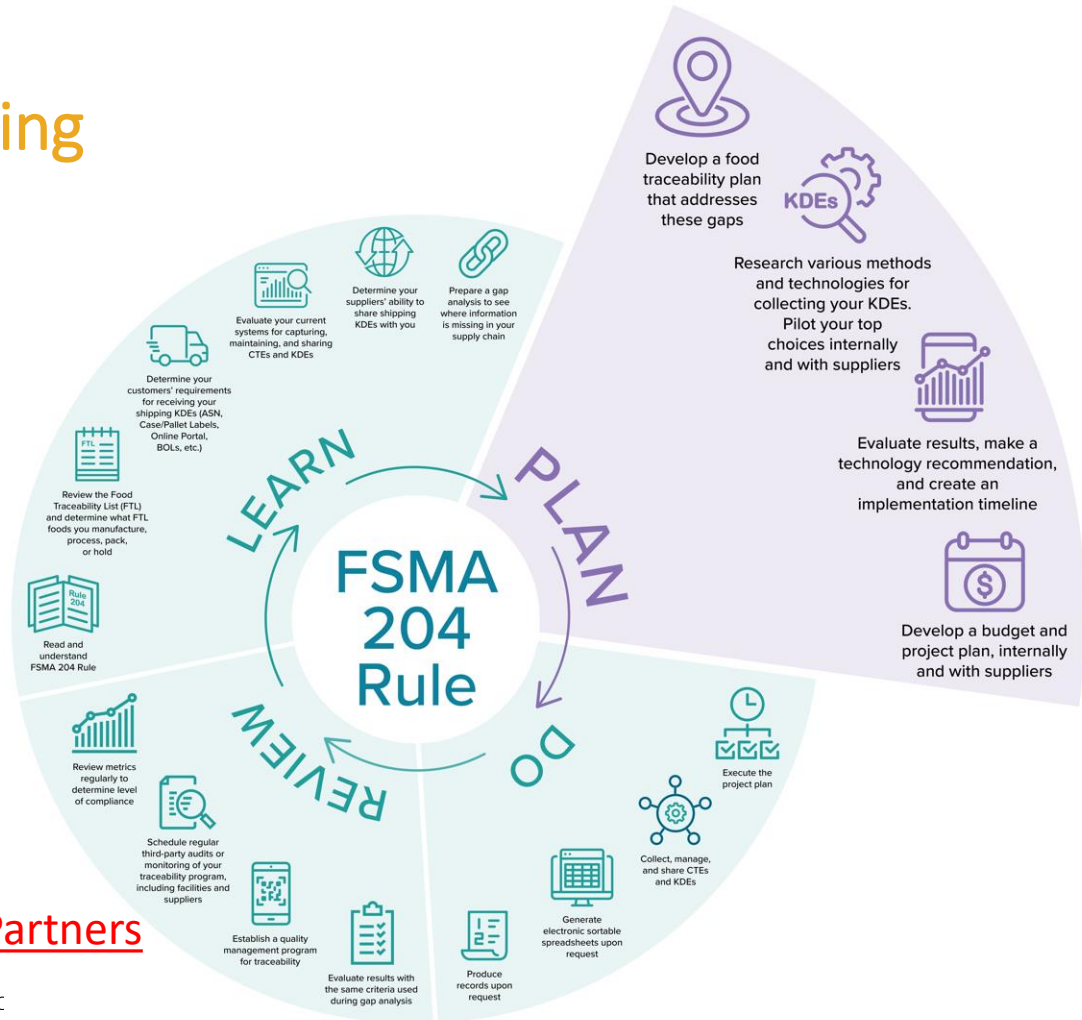 ing
FSMA
204
Rule
LEARN
Read and
understand
FSMA 204 Rule
Rule
204
Review the Food
Traceability List (FTL)
and determine what FTL
foods you manufacture,
process, pack,
or hold
FTL
Determine your
customers' requirements
for receiving your
shipping KDEs (ASN,
Case/Pallet Labels,
Online Portal,
BOLs, etc.)
Evaluate your current
systems for capturing,
maintaining, and sharing
CTEs and KDEs
Determine your
suppliers' ability to
share shipping
KDEs with you
Prepare a gap
analysis to see
where information
is missing in your
supply chain
PLAN
Develop a food
traceability plan
that addresses
these gaps
KDEs
Research various methods
and technologies for
collecting your KDEs.
Pilot your top
choices internally
and with suppliers
Evaluate results, make a
technology recommendation,
and create an
implementation timeline
$
Develop a budget and
project plan, internally
and with suppliers
DO
Execute the
project plan
Collect, manage,
and share CTEs
and KDEs
Generate
electronic sortable
spreadsheets upon
request
1
2
Produce
records upon
request
REVIEW
Evaluate results with
the same criteria used
during gap analysis
Establish a quality
management program
for traceability
Schedule regular
third-party audits or
monitoring of your
traceability program,
including facilities and
suppliers
Review metrics
regularly to
determine level
of compliance
Partners